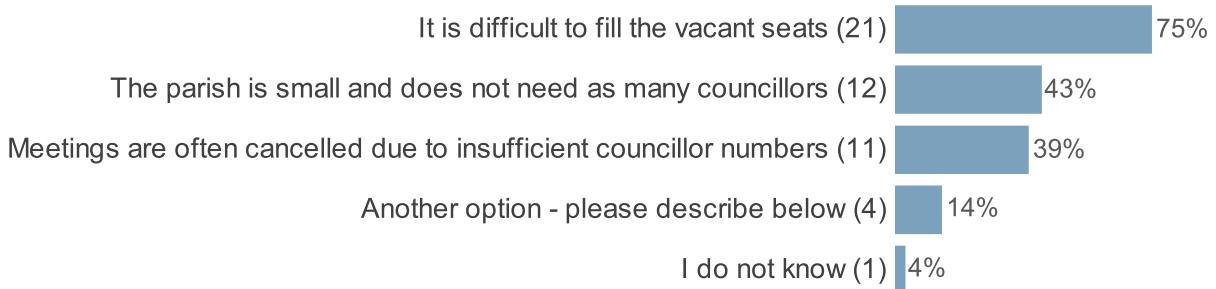 It is difficult to fill the vacant seats (21) 75%
The parish is small and does not need as many councillors (12) 43%
Meetings are often cancelled due to insufficient councillor numbers (11) 39%
Another option - please describe below (4) 14%
I do not know (1) 4%